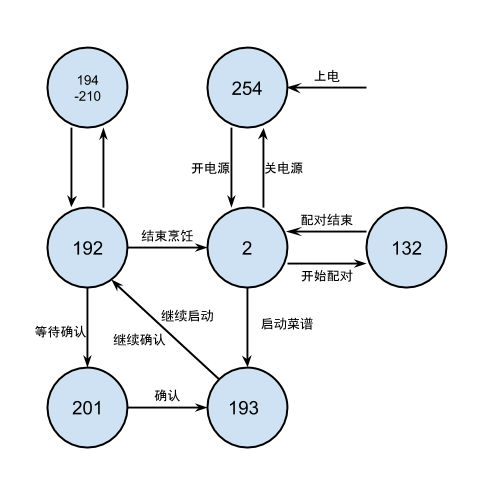 194
-210
254
上电
开电源
关电源
192
结束烹饪
2
配对结束
开始配对
132
等待确认
继续启动
继续确认
启动菜谱
201
确认
193